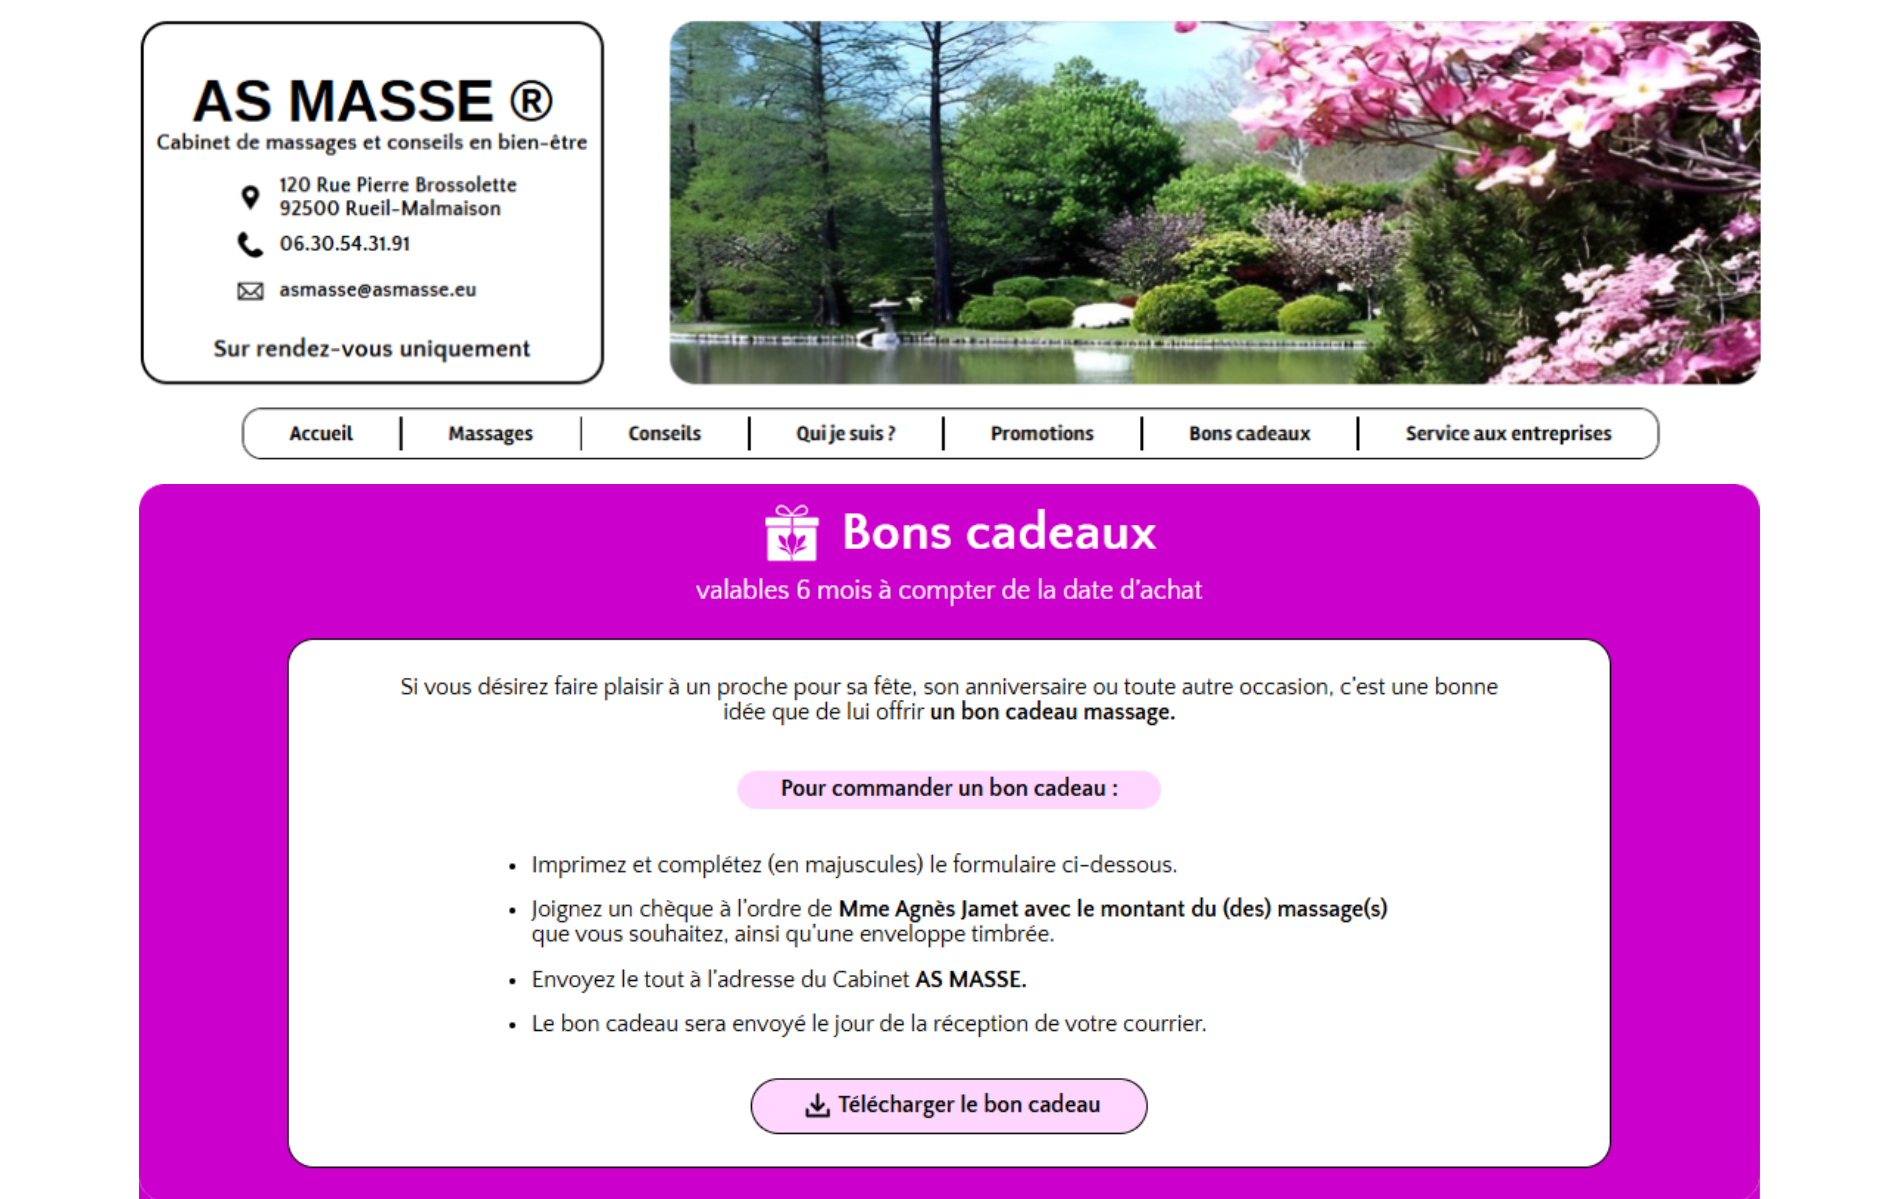 AS MASSE ®
Cabinet de massages et conseils en bien-être
120 Rue Pierre Brossolette
92500 Rueil-Malmaison
06.30.54.31.91
asmasse@asmasse.eu
Sur rendez-vous uniquement
Accueil
Massages
Conseils
Qui je suis ?
Promotions
Bons cadeaux
Service aux entreprises
Bons cadeaux
valables 6 mois à compter de la date d'achat
Si vous désirez faire plaisir à un proche pour sa fête, son anniversaire ou toute autre occasion, c'est une bonne
idée que de lui offrir un bon cadeau massage.
Pour commander un bon cadeau :
• Imprimez et complétez (en majuscules) le formulaire ci-dessous.
• Joignez un chèque à l'ordre de Mme Agnès Jamet avec le montant du (des) massage(s)
que vous souhaitez, ainsi qu'une enveloppe timbrée.
• Envoyez le tout à l'adresse du Cabinet AS MASSE.
• Le bon cadeau sera envoyé le jour de la réception de votre courrier.
Télécharger le bon cadeau